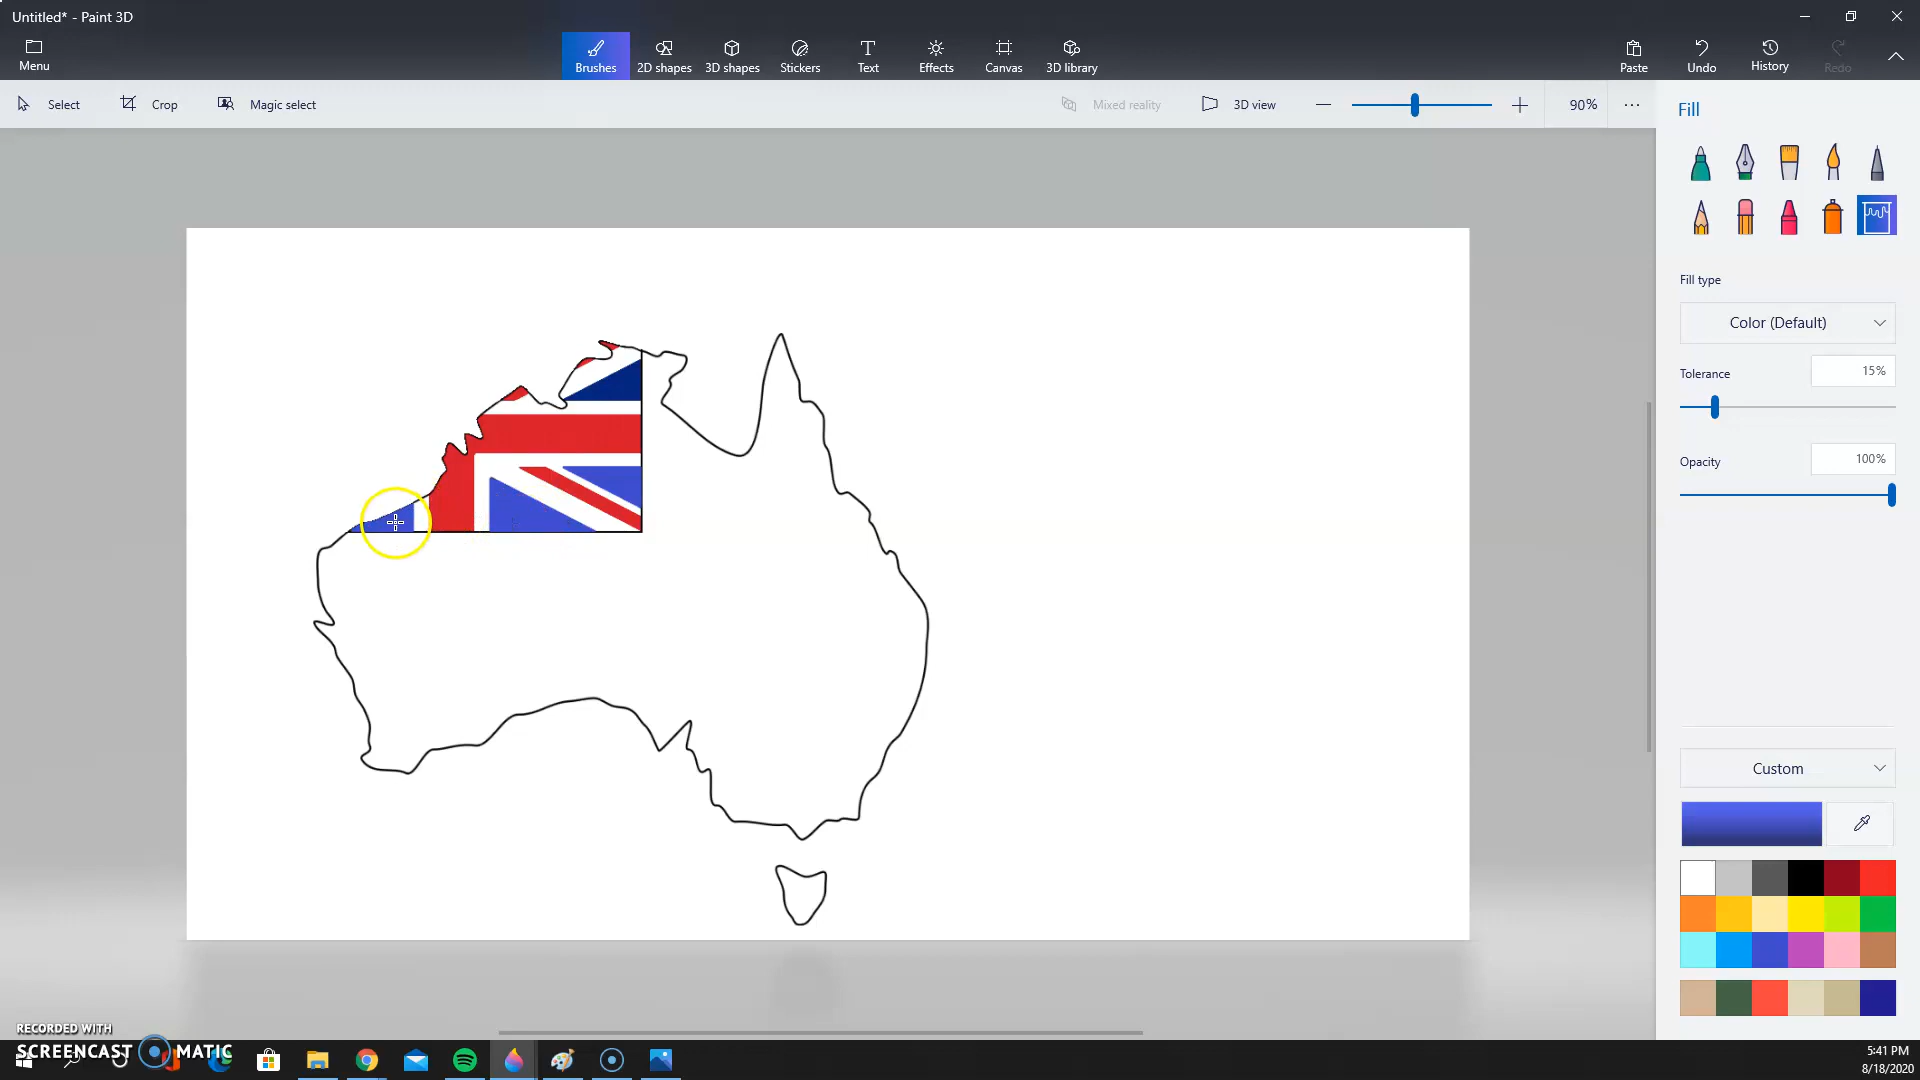 Untitled* - Paint 3D
Menu
Brushes
2D shapes
3D shapes
Stickers
Text
Effects
Canvas
3D library
Paste
Undo
History
Redo
Select
Crop
Magic select
Mixed reality
3D view
90%
Fill
Fill type
Color (Default)
Tolerance
15%
Opacity
100%
Custom
RECORDED WITH
SCREENCAST MATIC
5:41 PM
8/18/2020